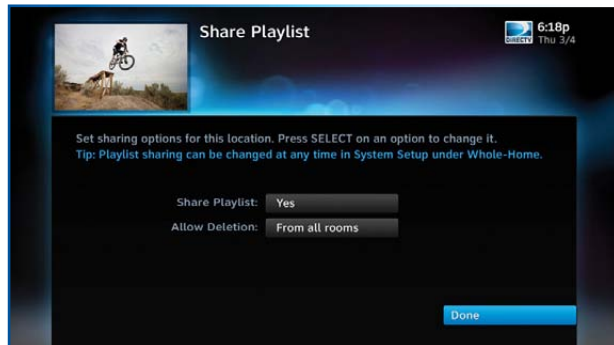 Share Playlist
6:18p
DIRECTV Thu 3/4
Set sharing options for this location. Press SELECT on an option to change it.
Tip: Playlist sharing can be changed at any time in System Setup under Whole-Home.
Share Playlist: Yes
Allow Deletion: From all rooms
Done